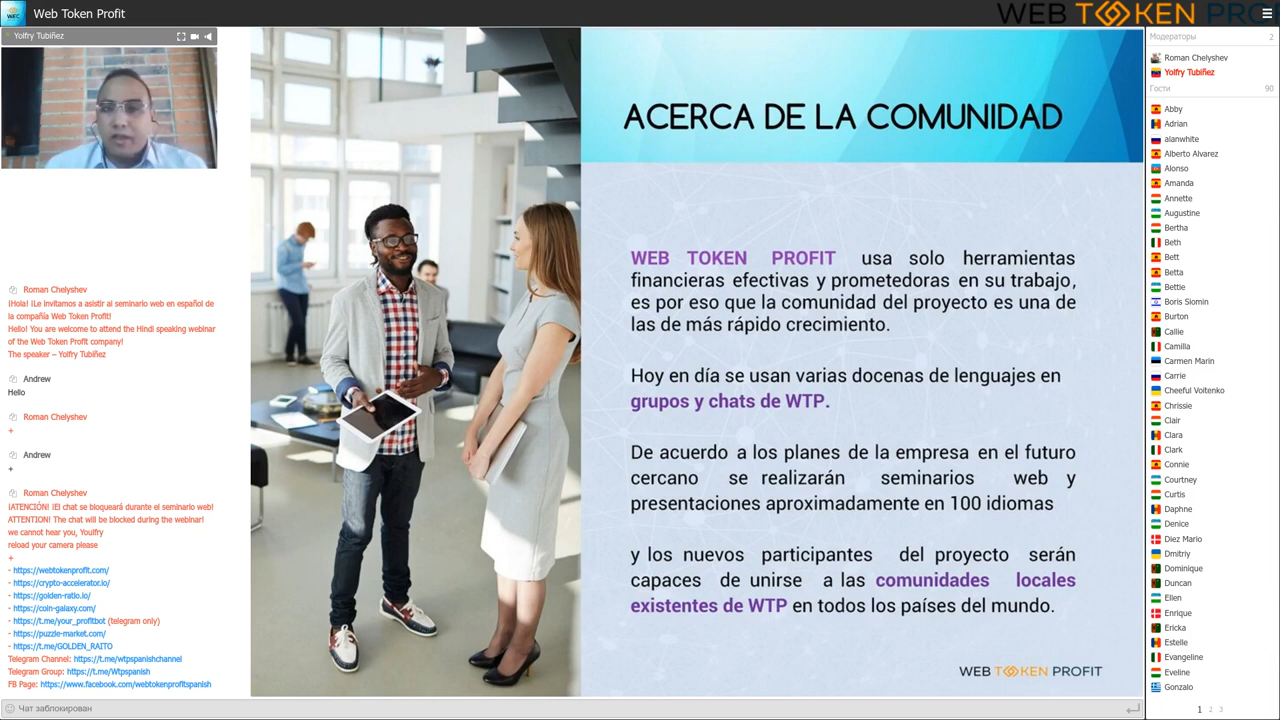 Web Token Profit
WEB TOKEN PRO
Yolfry Tubiñez
Roman Chelyshev
¡Hola! ¡Le invitamos a asistir al seminario web en español de
la compañía Web Token Profit!
Hello! You are welcome to attend the Hindi speaking webinar
of the Web Token Profit company!
The speaker – Yolfry Tubiñez
Andrew
Hello
Roman Chelyshev
+
Andrew
+
Roman Chelyshev
¡ATENCIÓN! ¡El chat se bloqueará durante el seminario web!
ATTENTION! The chat will be blocked during the webinar!
we cannot hear you, Youlfry
reload your camera please
+
- https://webtokenprofit.com/
- https://crypto-accelerator.io/
- https://golden-ratio.io/
- https://coin-galaxy.com/
- https://t.me/your_profitbot (telegram only)
- https://puzzle-market.com/
- https://t.me/GOLDEN_RAITO
Telegram Channel: https://t.me/wtpspanishchannel
Telegram Group: https://t.me/Wtpspanish
FB Page: https://www.facebook.com/webtokenprofitspanish
Чат заблокирован
ACERCA DE LA COMUNIDAD
WEB TOKEN PROFIT usa solo herramientas
financieras efectivas y prometedoras en su trabajo,
es por eso que la comunidad del proyecto es una de
las de más rápido crecimiento.
Hoy en día se usan varias docenas de lenguajes en
grupos y chats de WTP.
De acuerdo a los planes de la empresa en el futuro
cercano se realizarán seminarios web y
presentaciones aproximadamente en 100 idiomas
y los nuevos participantes del proyecto serán
capaces de unirse a las comunidades locales
existentes de WTP en todos los países del mundo.
WEB TOKEN PROFIT
Модераторы 2
Roman Chelyshev
Yolfry Tubiñez
Гости 90
Abby
Adrian
alanwhite
Alberto Alvarez
Alonso
Amanda
Annette
Augustine
Bertha
Beth
Bett
Betta
Bettie
Boris Slomin
Burton
Callie
Camilla
Carmen Marin
Carrie
Cheeful Voitenko
Chrissie
Clair
Clara
Clark
Connie
Courtney
Curtis
Daphne
Denice
Diez Mario
Dmitriy
Dominique
Duncan
Ellen
Enrique
Ericka
Estelle
Evangeline
Eveline
Gonzalo
1 2 3